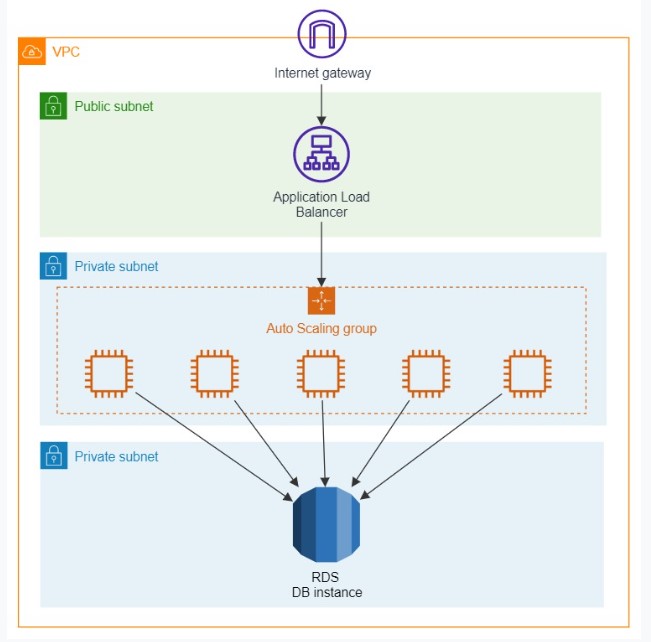 VPC
Internet gateway
Public subnet
Application Load
Balancer
Private subnet
Auto Scaling group
Private subnet
RDS
DB instance